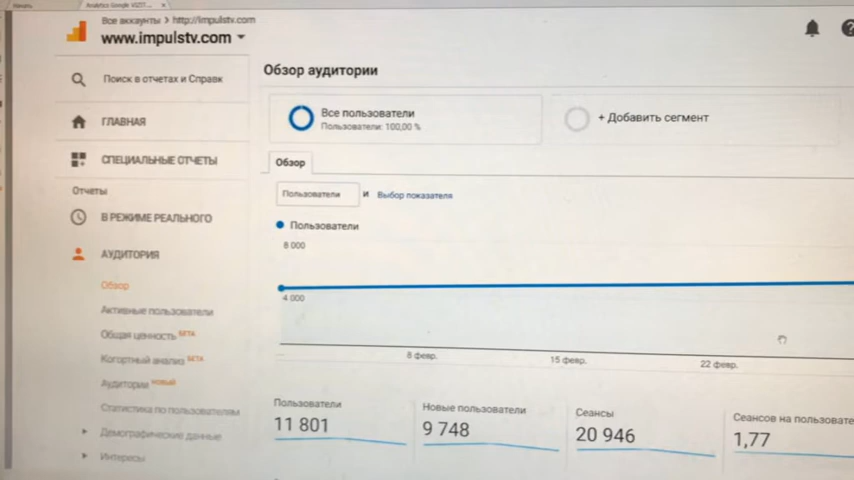 Analytics Google
Все аккаунты > http://impulstv.com
www.impulstv.com
Поиск в отчетах и Справк
ГЛАВНАЯ
СПЕЦИАЛЬНЫЕ ОТЧЕТЫ
Отчеты
В РЕЖИМЕ РЕАЛЬНОГО
АУДИТОРИЯ
Обзор
Активные пользователи
Общая ценность БЕТА
Когортный анализ БЕТА
Аудитории НОВЫЙ
Статистика по пользователям
Демографические данные
Интересы
Обзор аудитории
Все пользователи
Пользователи: 100,00 %
+ Добавить сегмент
Обзор
Пользователи и Выбор показателя
Пользователи
8 000
4 000
8 февр. 15 февр. 22 февр.
Пользователи
11 801
Новые пользователи
9 748
Сеансы
20 946
Сеансов на пользовате
1,77